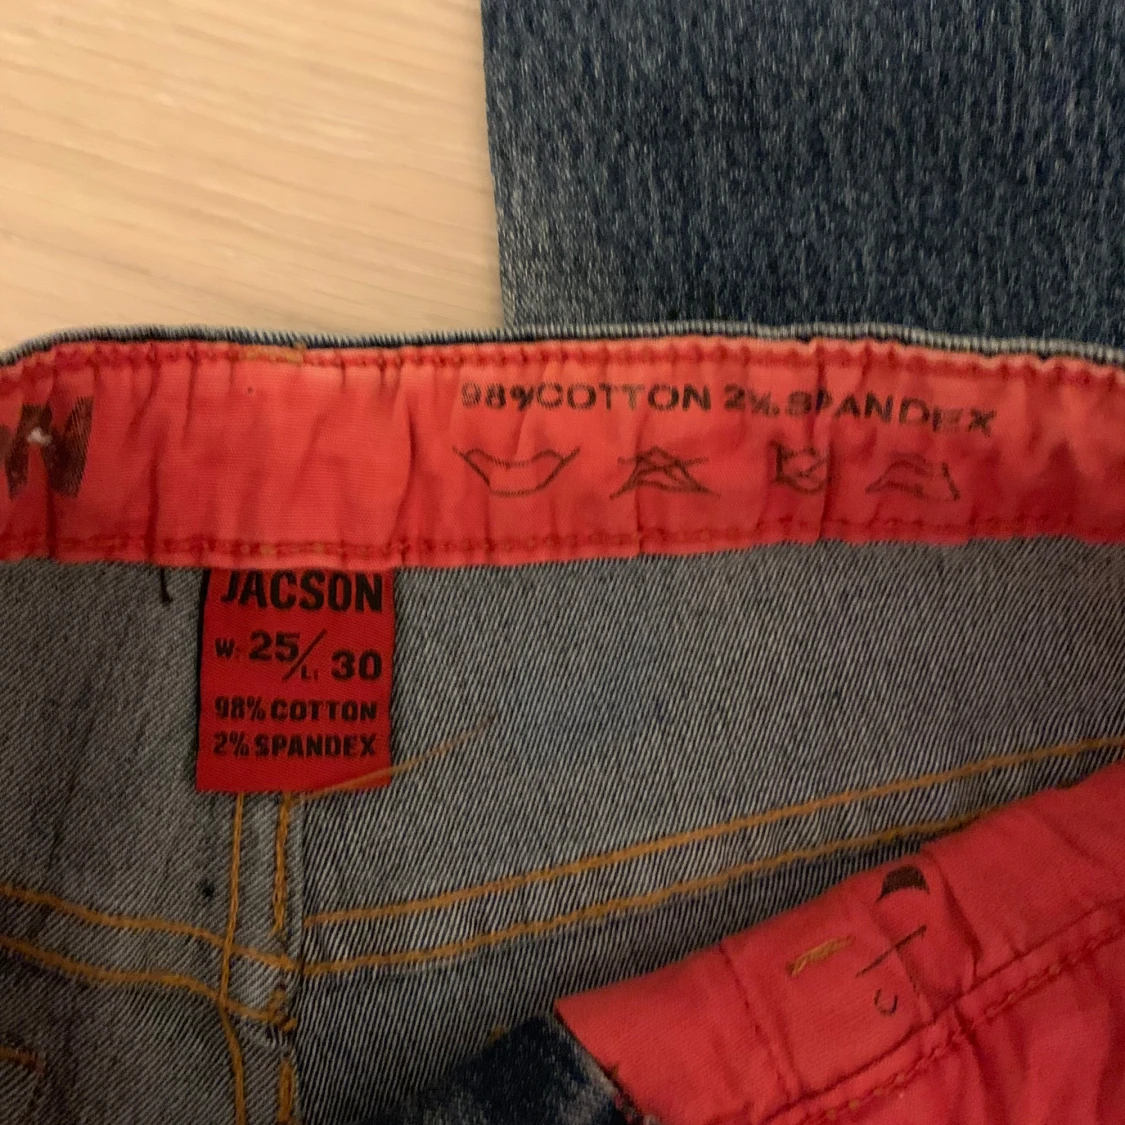 98% COTTON 2% SPANDEX
JACSON
W: 25/L: 30
98% COTTON
2% SPANDEX